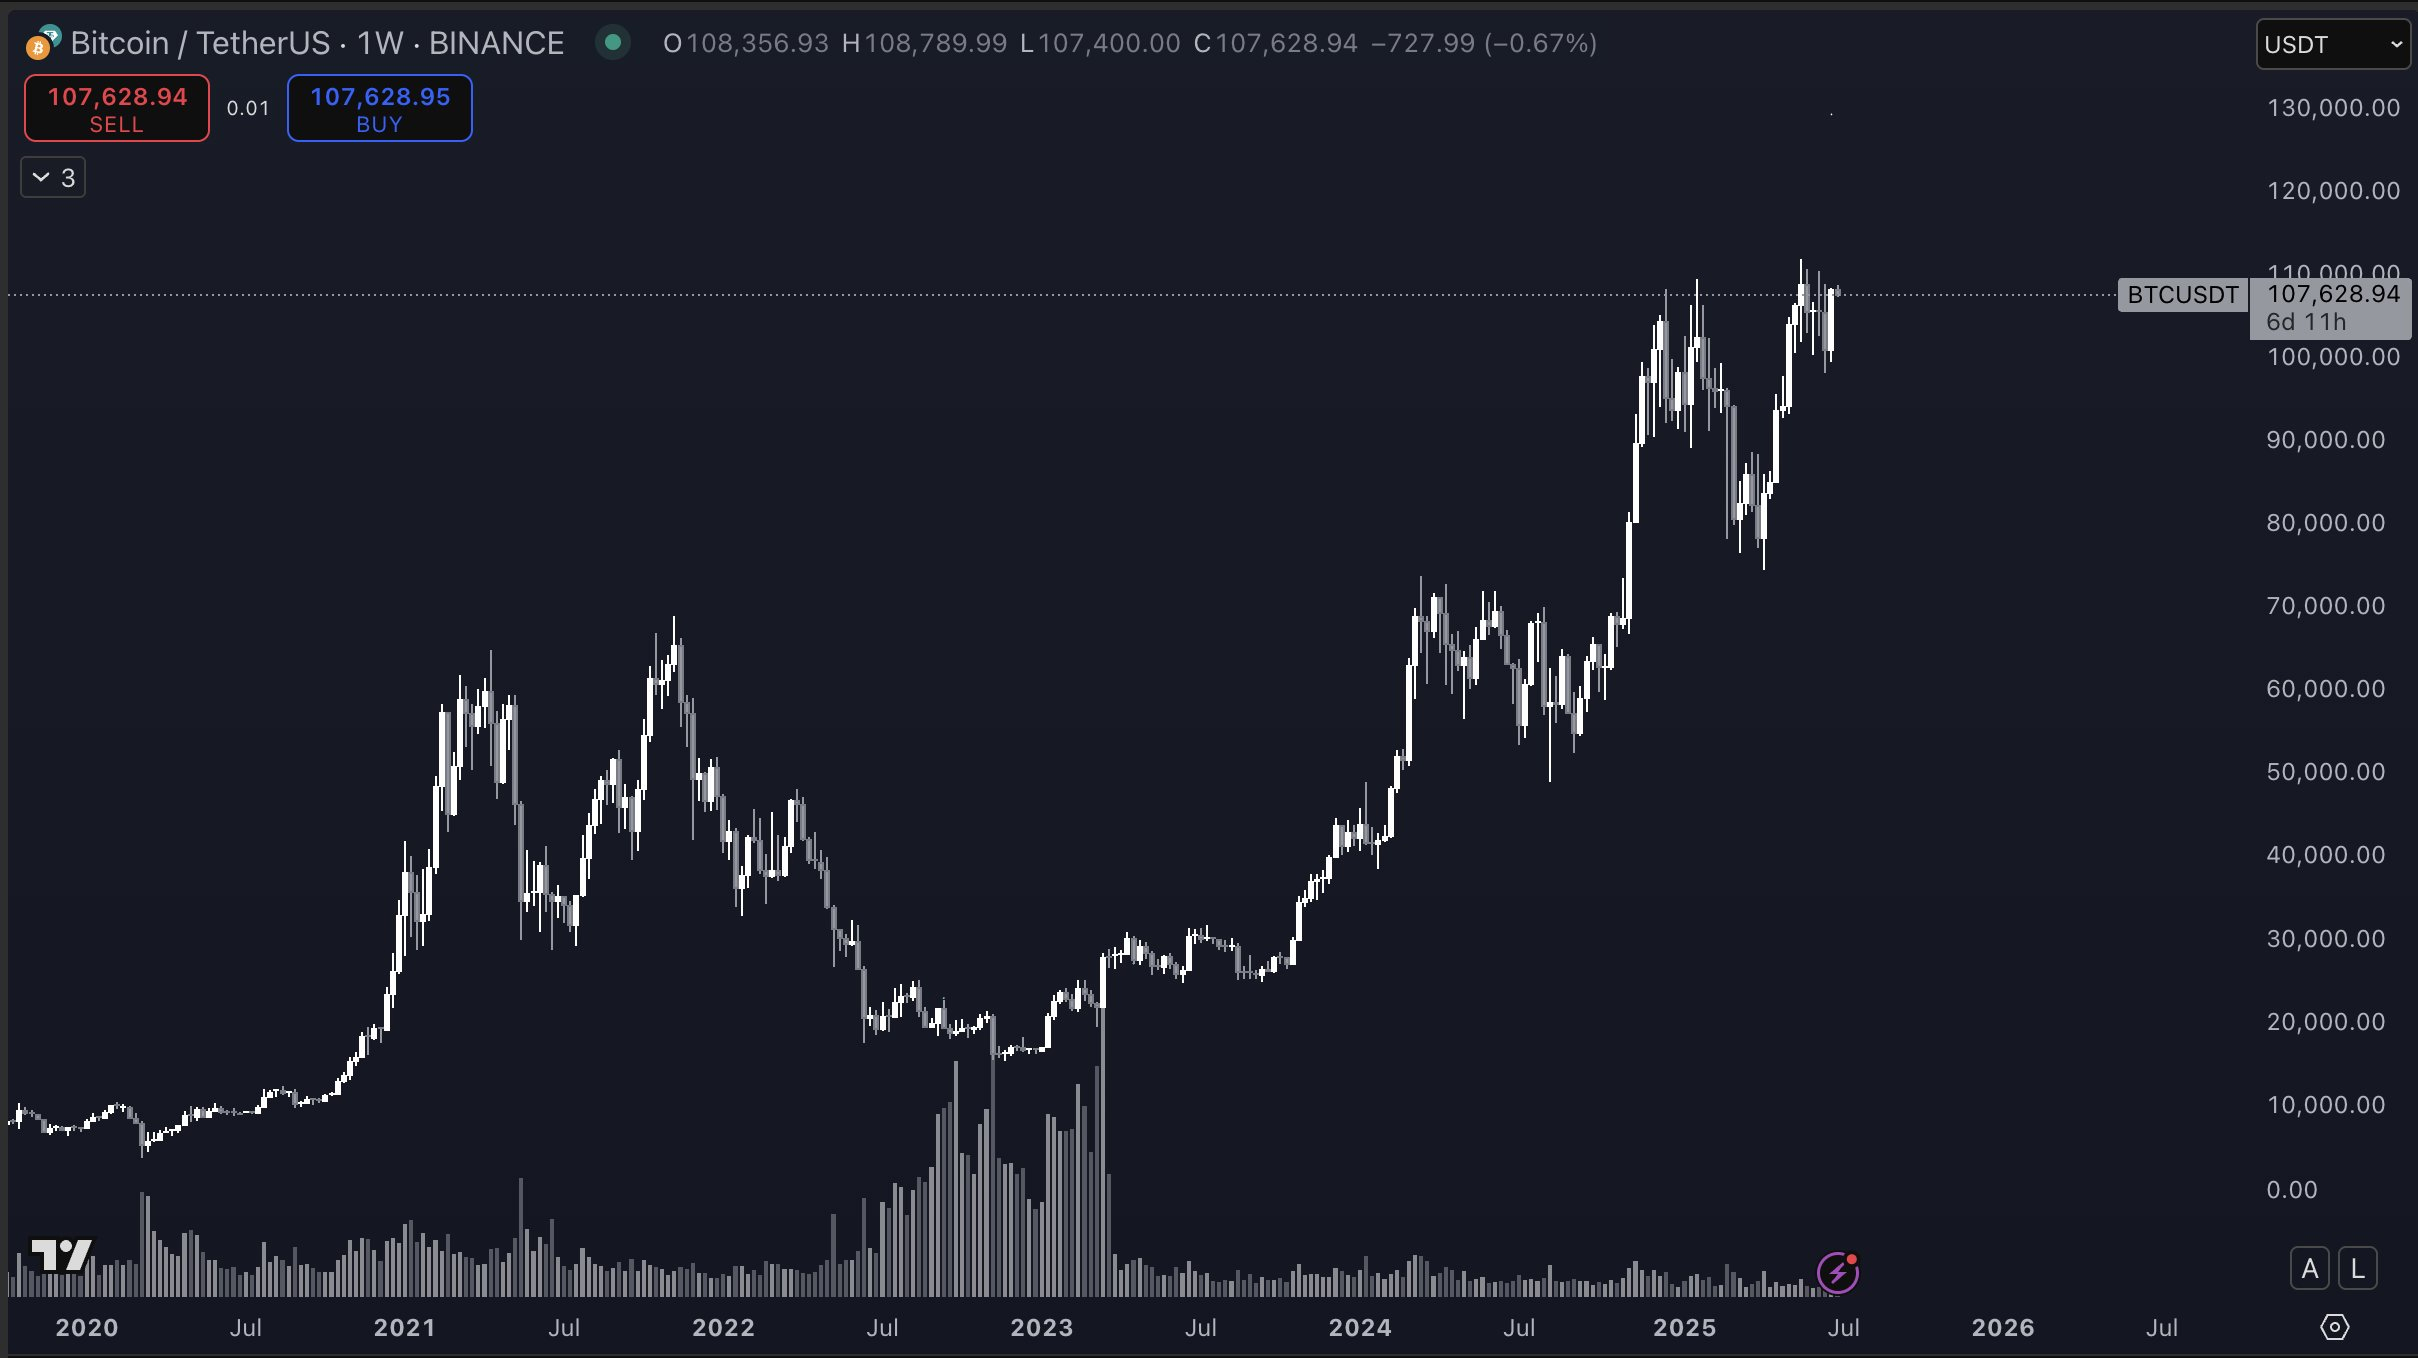 Bitcoin / TetherUS · 1W · BINANCE O108,356.93 H108,789.99 L107,400.00 C107,628.94 −727.99 (−0.67%)
USDT
107,628.94
SELL
0.01
107,628.95
BUY
3
130,000.00
120,000.00
110,000.00
BTCUSDT 107,628.94
6d 11h
100,000.00
90,000.00
80,000.00
70,000.00
60,000.00
50,000.00
40,000.00
30,000.00
20,000.00
10,000.00
0.00
A L
2020 Jul 2021 Jul 2022 Jul 2023 Jul 2024 Jul 2025 Jul 2026 Jul